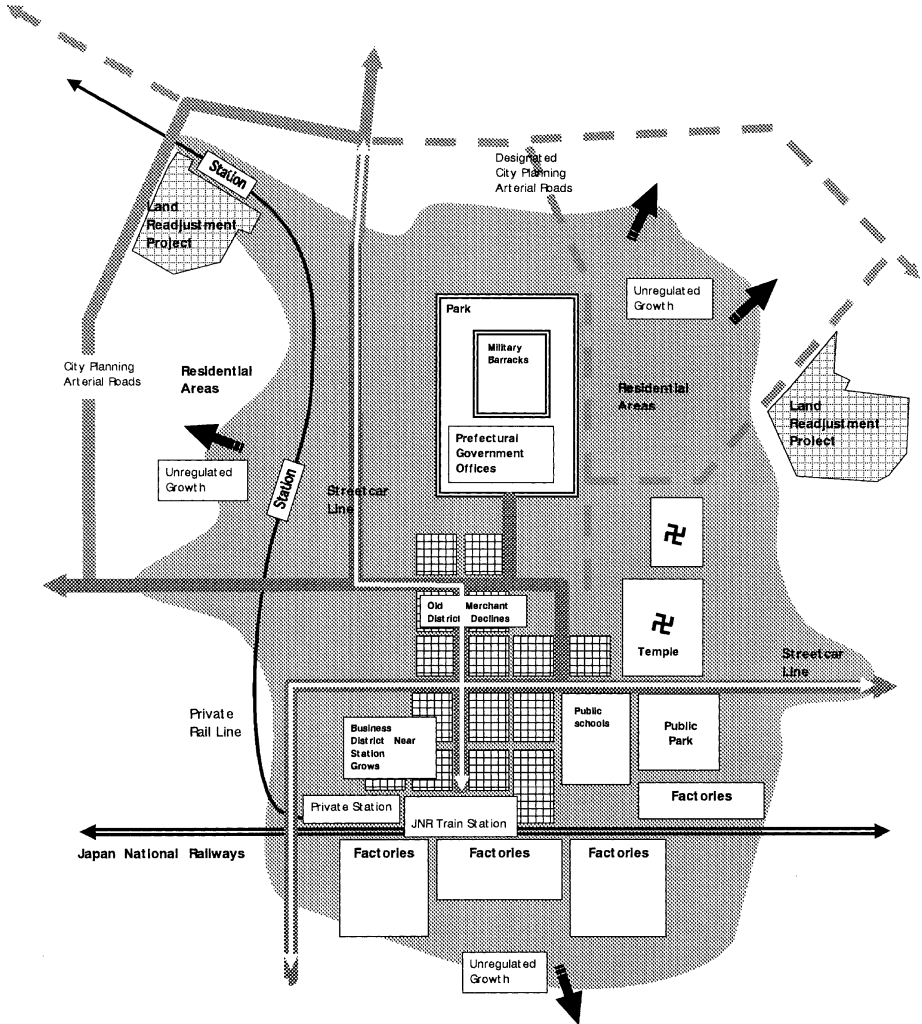 Designated
City Planning
Arterial Roads
Station
Land
Readjustment
Project
Unregulated
Growth
Park
Military
Barracks
City Planning
Arterial Roads
Residential
Areas
Residential
Areas
Land
Readjustment
Project
Prefectural
Government
Offices
Unregulated
Growth
Station
Streetcar
Line
卍
卍
Old Merchant
District Declines
Temple
Streetcar
Line
Private
Rail Line
Business
District Near
Station
Grows
Public
schools
Public
Park
Factories
Private Station
JNR Train Station
Japan National Railways
Factories
Factories
Factories
Unregulated
Growth